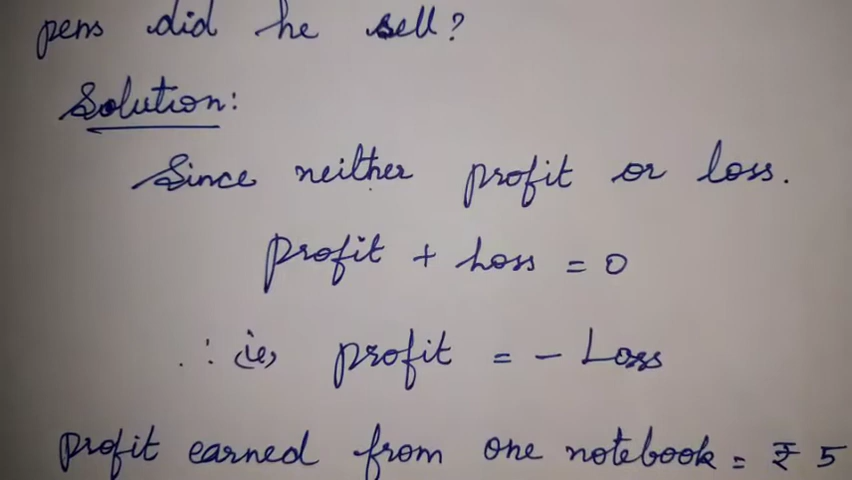 pens did he sell?
Solution:
Since neither profit or loss.
profit + Loss = 0
∴ (ie) profit = - Loss
profit earned from one notebook = ₹ 5